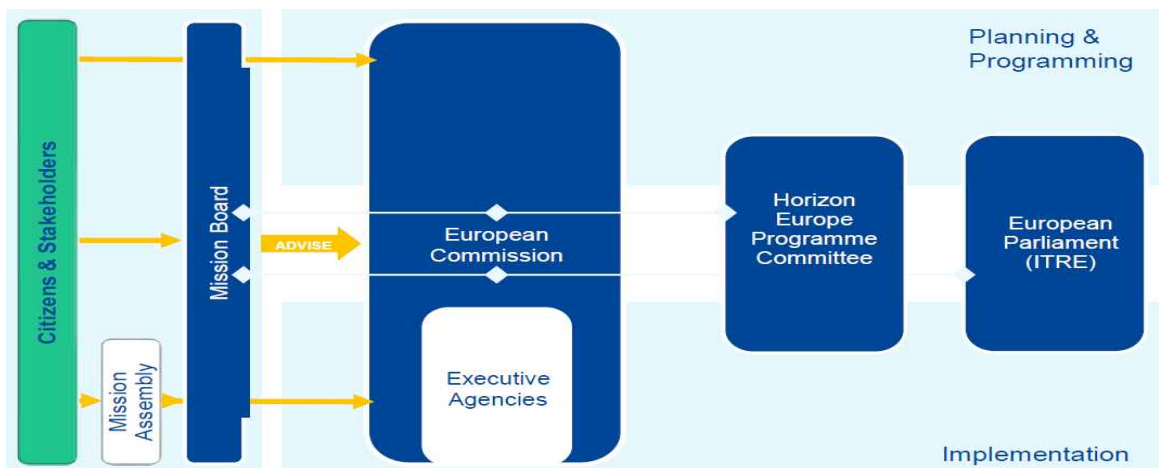 Citizens & Stakeholders
Mission
Assembly
Mission Board
ADVISE
European
Commission
Executive
Agencies
Planning &
Programming
Horizon
Europe
Programme
Committee
European
Parliament
(ITRE)
Implementation